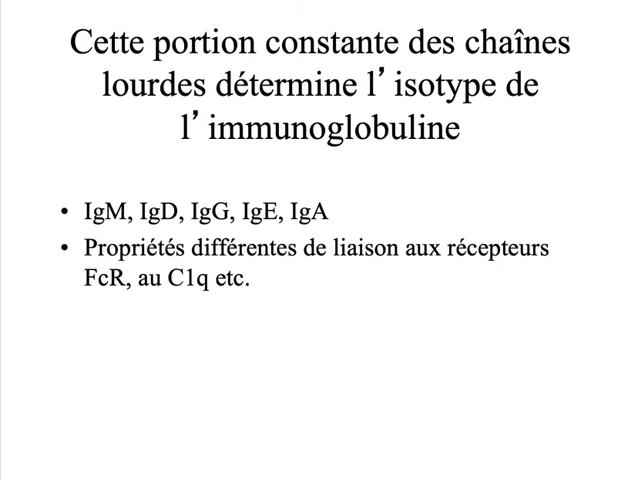 Cette portion constante des chaînes
lourdes détermine l’isotype de
l’immunoglobuline
• IgM, IgD, IgG, IgE, IgA
• Propriétés différentes de liaison aux récepteurs
FcR, au C1q etc.